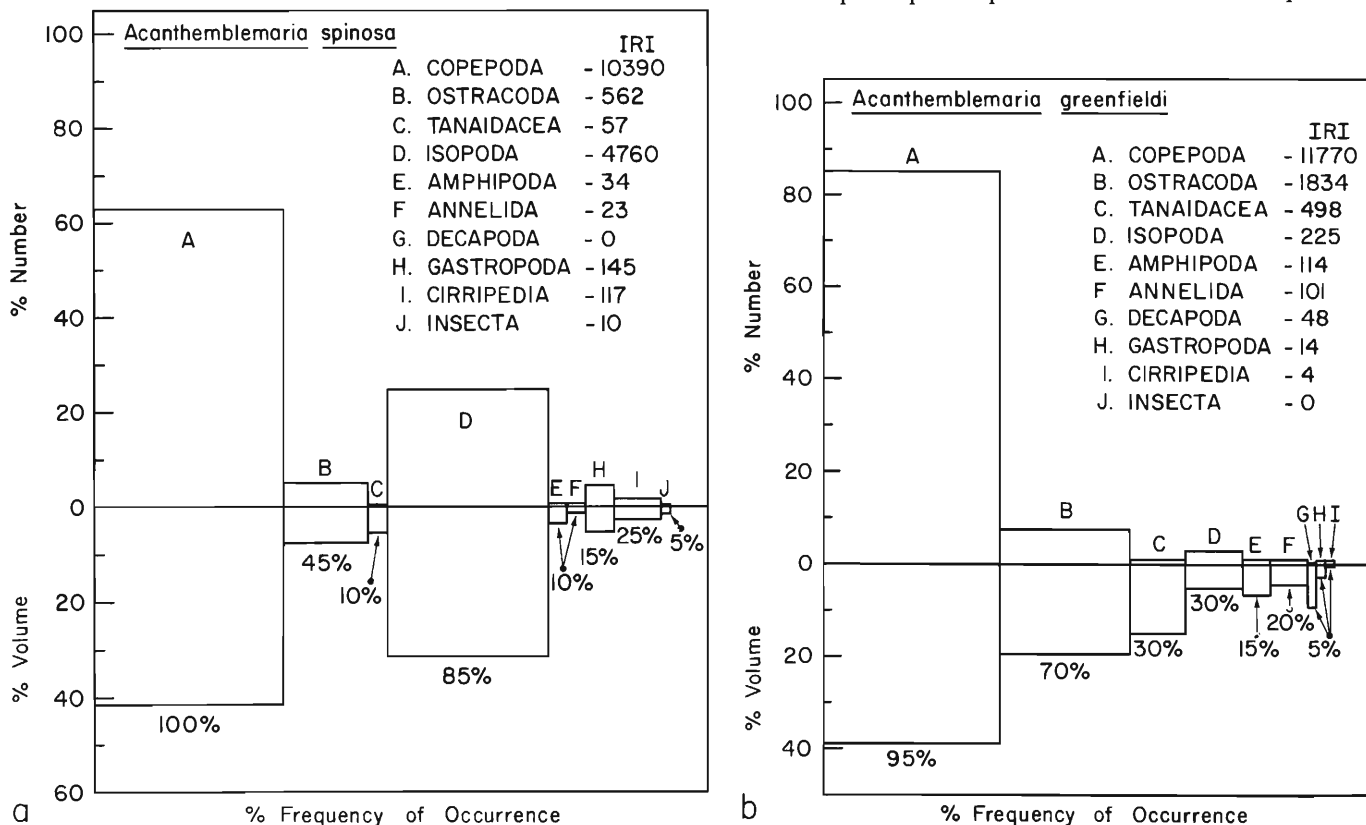 Acanthemblemaria spinosa
IRI
A. COPEPODA - 10390
B. OSTRACODA - 562
C. TANAIDACEA - 57
D. ISOPODA - 4760
E. AMPHIPODA - 34
F ANNELIDA - 23
G. DECAPODA - 0
H. GASTROPODA - 145
I. CIRRIPEDIA - 117
J. INSECTA - 10
100
80
60
40
20
0
20
40
60
% Number
% Volume
A
B
C
D
E
F
H
I
J
100%
45%
10%
85%
10%
15%
25%
5%
a
% Frequency of Occurrence
Acanthemblemaria greenfieldi
IRI
A. COPEPODA - 11770
B. OSTRACODA - 1834
C. TANAIDACEA - 498
D. ISOPODA - 225
E. AMPHIPODA - 114
F ANNELIDA - 101
G. DECAPODA - 48
H. GASTROPODA - 14
I. CIRRIPEDIA - 4
J. INSECTA - 0
100
80
60
40
20
0
20
40
% Number
% Volume
A
B
C
D
E
F
G H I
95%
70%
30%
30%
15%
20%
5%
b
% Frequency of Occurrence